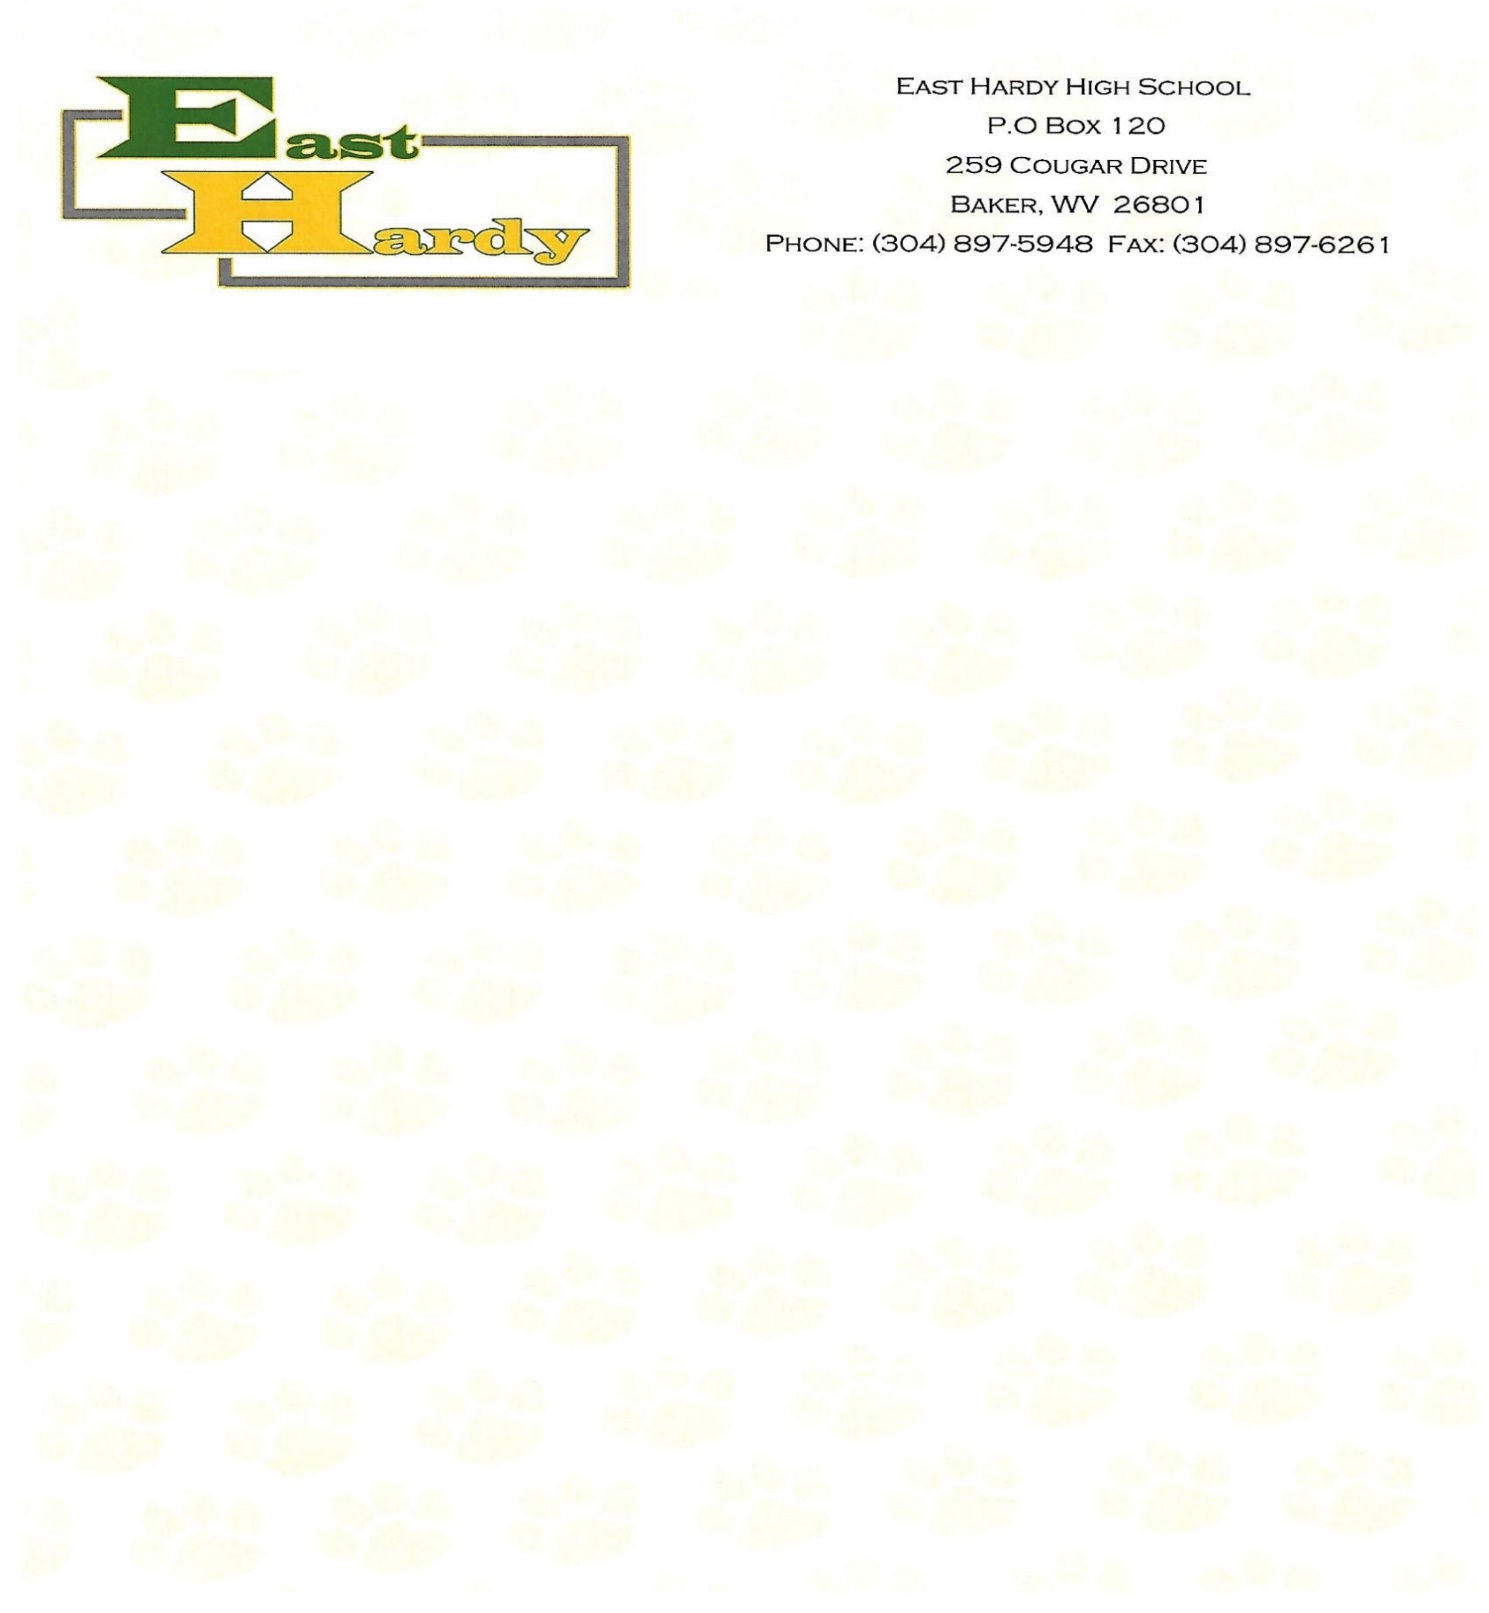 East
Hardy
EAST HARDY HIGH SCHOOL
P.O BOX 120
259 COUGAR DRIVE
BAKER, WV 26801
PHONE: (304) 897-5948 FAX: (304) 897-6261